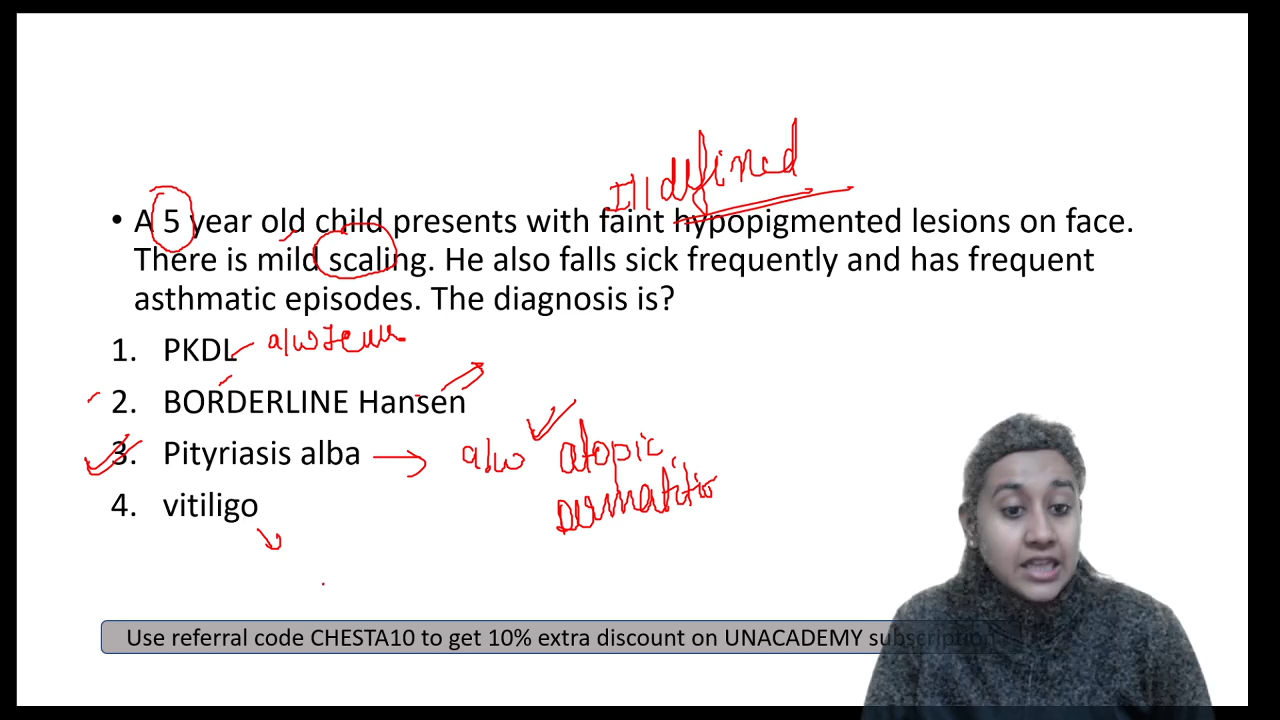 Ill defined
• A 5 year old child presents with faint hypopigmented lesions on face.
There is mild scaling. He also falls sick frequently and has frequent
asthmatic episodes. The diagnosis is?
1. PKDL a/w
2. BORDERLINE Hansen
3. Pityriasis alba → a/w atopic
Dermatitis
4. vitiligo
Use referral code CHESTA10 to get 10% extra discount on UNACADEMY subscription